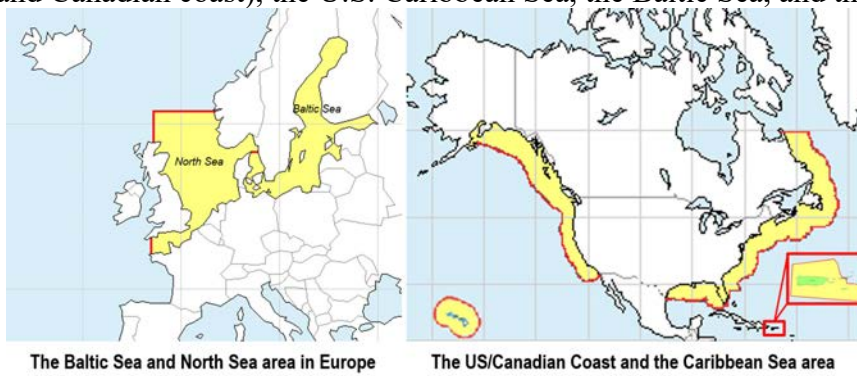 and Canadian coast), the U.S. Caribbean Sea, the Baltic Sea, and th
Baltic Sea
North Sea
The Baltic Sea and North Sea area in Europe
The US/Canadian Coast and the Caribbean Sea area